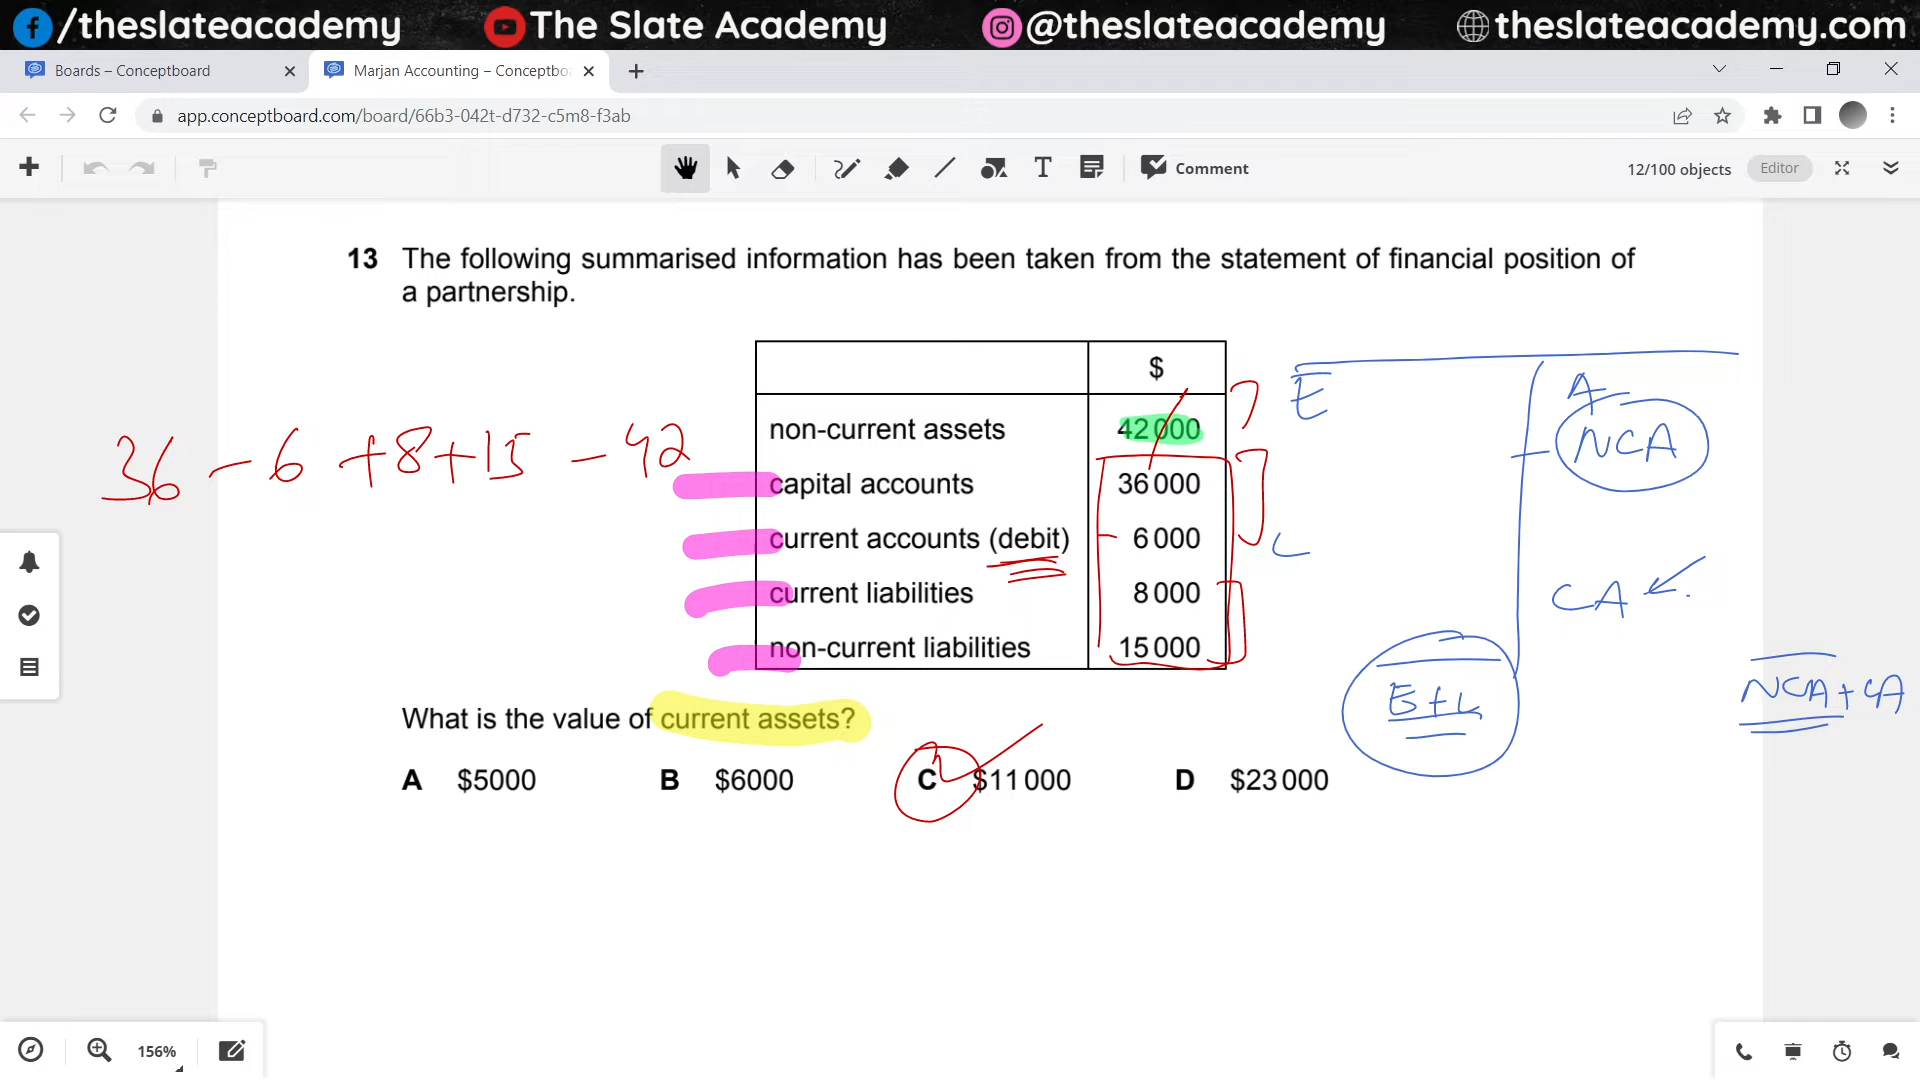 /theslateacademy The Slate Academy @theslateacademy theslateacademy.com
Boards – Conceptboard Marjan Accounting – Conceptbo
app.conceptboard.com/board/66b3-042t-d732-c5m8-f3ab
T Comment 12/100 objects Editor
13 The following summarised information has been taken from the statement of financial position of
a partnership.
$
non-current assets 42 000
capital accounts 36 000
current accounts (debit) 6 000
current liabilities 8 000
non-current liabilities 15 000
36 – 6 + 8 + 15 – 42
E A
NCA
L
CA
E+L
NCA + CA
What is the value of current assets?
A $5000 B $6000 C $11 000 D $23 000
156%